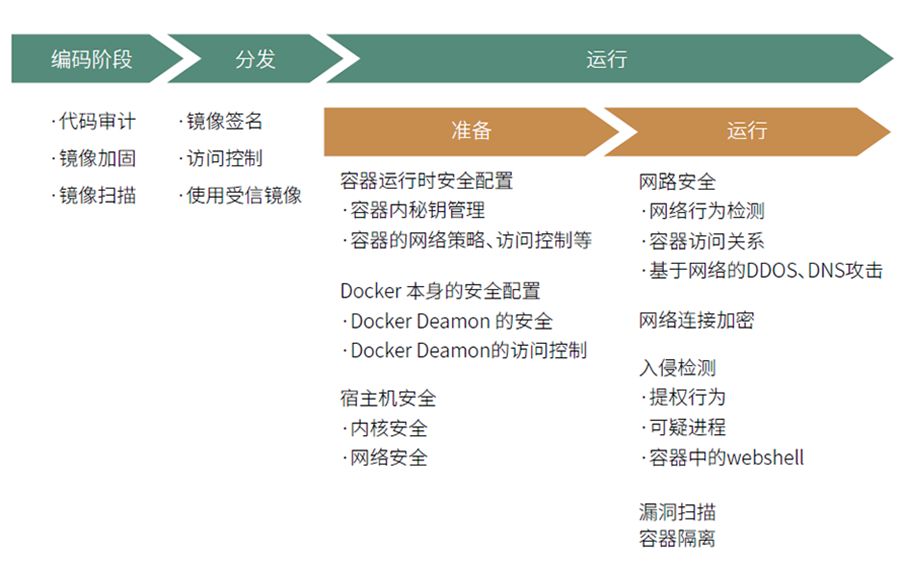 编码阶段
分发
运行
·代码审计
·镜像加固
·镜像扫描
·镜像签名
·访问控制
·使用受信镜像
准备
容器运行时安全配置
·容器内秘钥管理
·容器的网络策略、访问控制等
Docker 本身的安全配置
·Docker Deamon 的安全
·Docker Deamon的访问控制
宿主机安全
·内核安全
·网络安全
运行
网路安全
·网络行为检测
·容器访问关系
·基于网络的DDOS、DNS攻击
网络连接加密
入侵检测
·提权行为
·可疑进程
·容器中的webshell
漏洞扫描
容器隔离